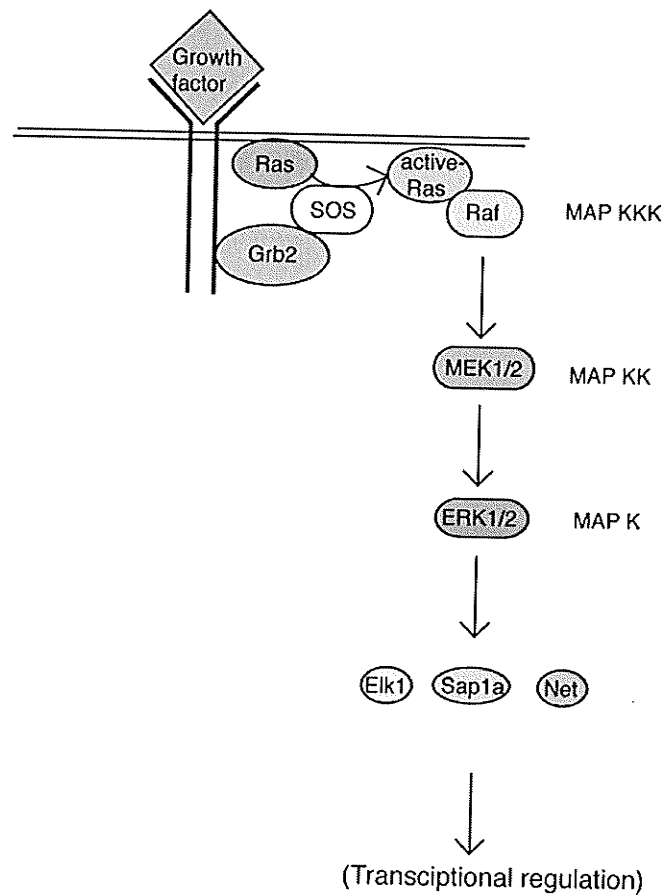 Growth
factor
Ras
active-
Ras
SOS
Raf
MAP KKK
Grb2
MEK1/2
MAP KK
ERK1/2
MAP K
Elk1
Sap1a
Net
(Transciptional regulation)